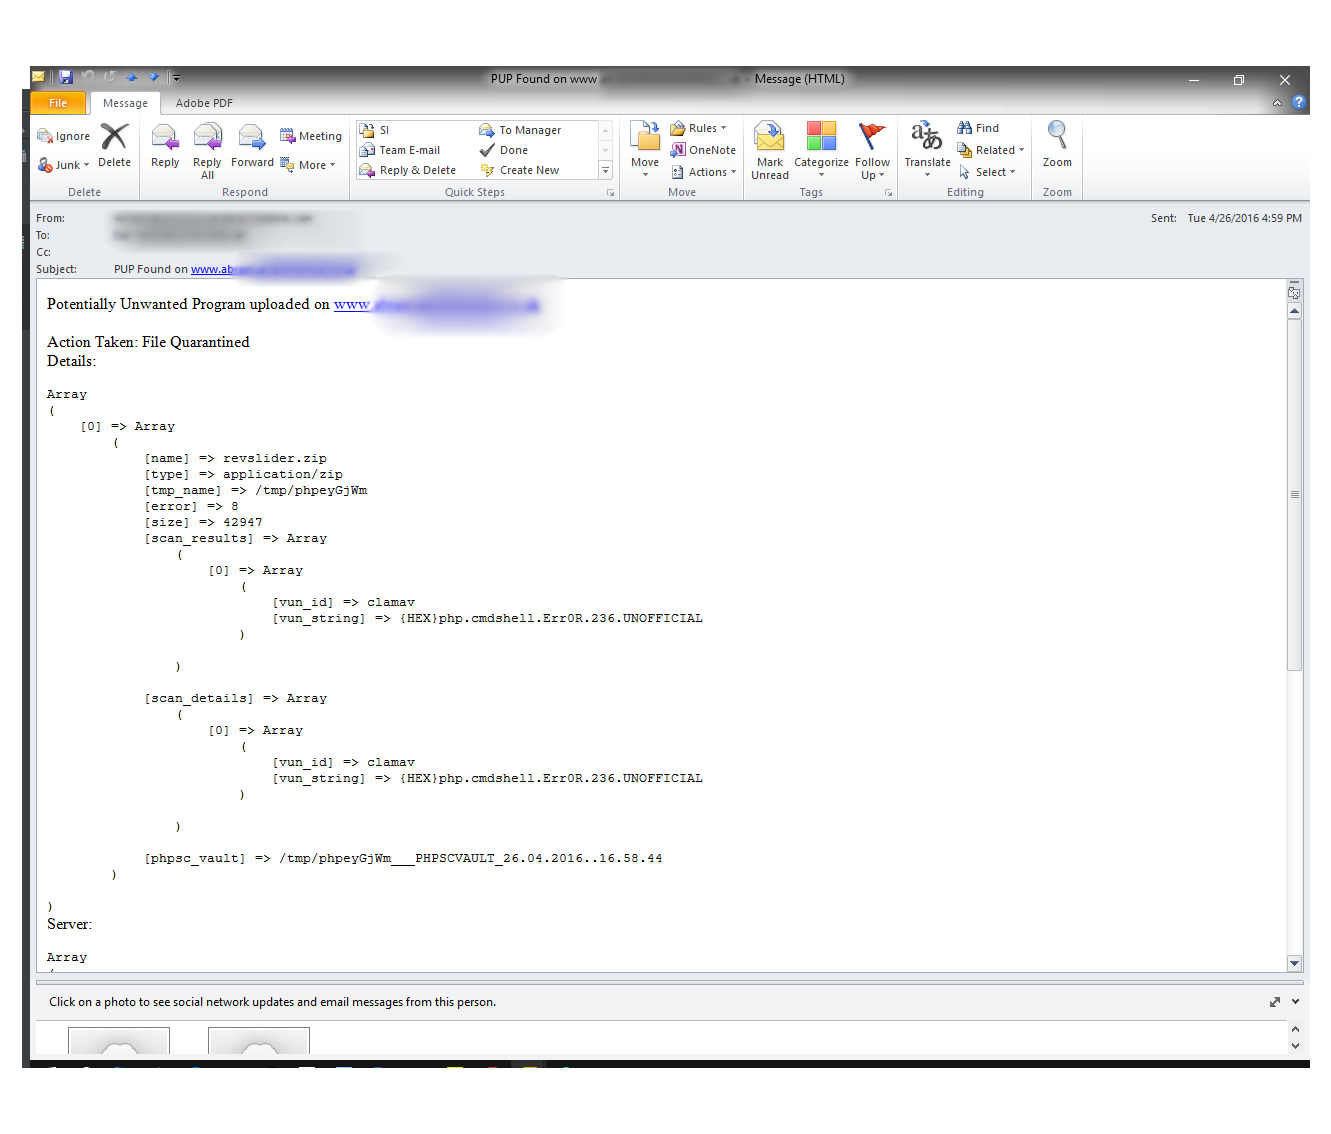 PUP Found on www - Message (HTML)
File Message Adobe PDF
Ignore
Junk
Delete
Delete
Reply
Reply All
Forward
Meeting
More
Respond
SI
Team E-mail
Reply & Delete
To Manager
Done
Create New
Quick Steps
Move
Rules
OneNote
Actions
Move
Mark Unread
Categorize
Follow Up
Tags
Translate
Find
Related
Select
Editing
Zoom
Zoom
From:
Sent: Tue 4/26/2016 4:59 PM
To:
Cc:
Subject: PUP Found on www.ab
Potentially Unwanted Program uploaded on www.
Action Taken: File Quarantined
Details:
Array
(
[0] => Array
(
[name] => revslider.zip
[type] => application/zip
[tmp_name] => /tmp/phpeyGjWm
[error] => 8
[size] => 42947
[scan_results] => Array
(
[0] => Array
(
[vun_id] => clamav
[vun_string] => {HEX}php.cmdshell.Err0R.236.UNOFFICIAL
)
)
[scan_details] => Array
(
[0] => Array
(
[vun_id] => clamav
[vun_string] => {HEX}php.cmdshell.Err0R.236.UNOFFICIAL
)
)
[phpsc_vault] => /tmp/phpeyGjWm___PHPSCVAULT_26.04.2016..16.58.44
)
)
Server:
Array
Click on a photo to see social network updates and email messages from this person.